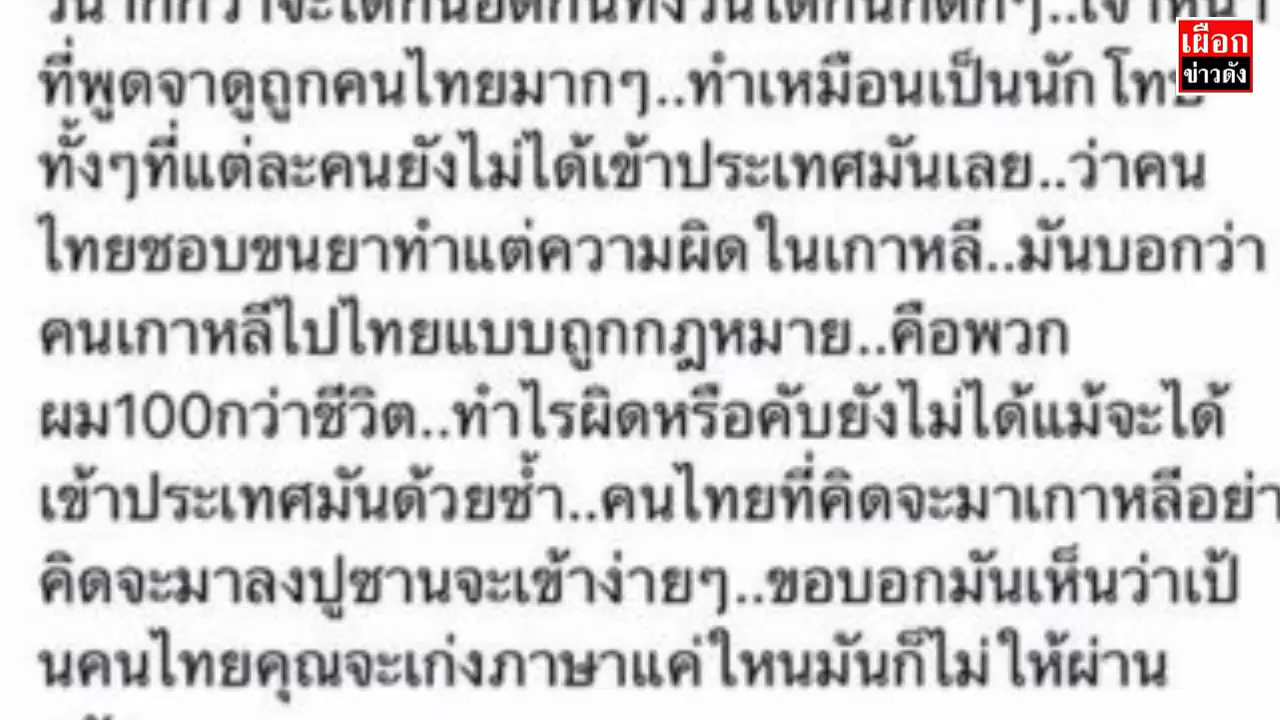 ที่พูดจาดูถูกคนไทยมากๆ..ทำเหมือนเป็นนักโทษ
ทั้งๆที่แต่ละคนยังไม่ได้เข้าประเทศมันเลย..ว่าคน
ไทยชอบขนยาทำแต่ความผิดในเกาหลี..มันบอกว่า
คนเกาหลีไปไทยแบบถูกกฎหมาย..คือพวก
ผม100กว่าชีวิต..ทำไรผิดหรือคับยังไม่ได้แม้จะได้
เข้าประเทศมันด้วยซ้ำ..คนไทยที่คิดจะมาเกาหลีอย่า
คิดจะมาลงปูซานจะเข้าง่ายๆ..ขอบอกมันเห็นว่าเป้
นคนไทยคุณจะเก่งภาษาแค่ไหนมันก็ไม่ให้ผ่าน
เผือก
ข่าวดัง